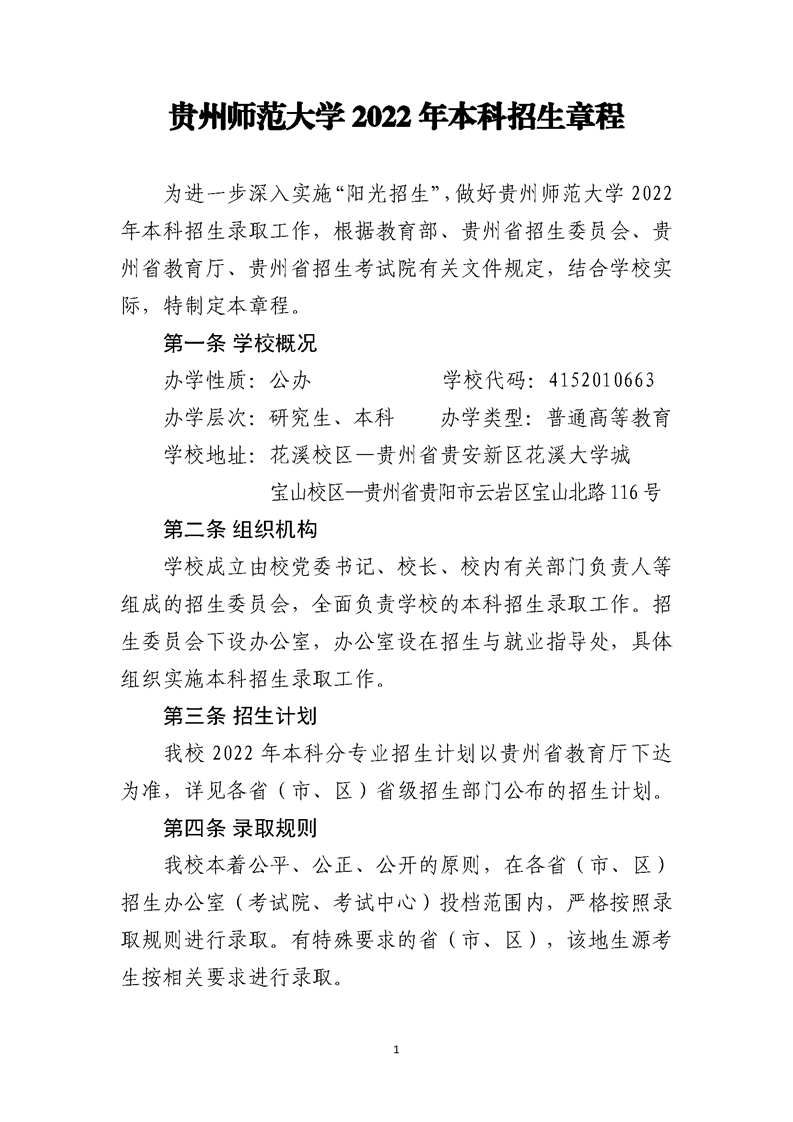 贵州师范大学 2022 年本科招生章程
为进一步深入实施“阳光招生”，做好贵州师范大学 2022
年本科招生录取工作，根据教育部、贵州省招生委员会、贵
州省教育厅、贵州省招生考试院有关文件规定，结合学校实
际，特制定本章程。
第一条 学校概况
办学性质：公办 学校代码：4152010663
办学层次：研究生、本科 办学类型：普通高等教育
学校地址：花溪校区—贵州省贵安新区花溪大学城
宝山校区—贵州省贵阳市云岩区宝山北路 116 号
第二条 组织机构
学校成立由校党委书记、校长、校内有关部门负责人等
组成的招生委员会，全面负责学校的本科招生录取工作。招
生委员会下设办公室，办公室设在招生与就业指导处，具体
组织实施本科招生录取工作。
第三条 招生计划
我校 2022 年本科分专业招生计划以贵州省教育厅下达
为准，详见各省（市、区）省级招生部门公布的招生计划。
第四条 录取规则
我校本着公平、公正、公开的原则，在各省（市、区）
招生办公室（考试院、考试中心）投档范围内，严格按照录
取规则进行录取。有特殊要求的省（市、区），该地生源考
生按相关要求进行录取。
1